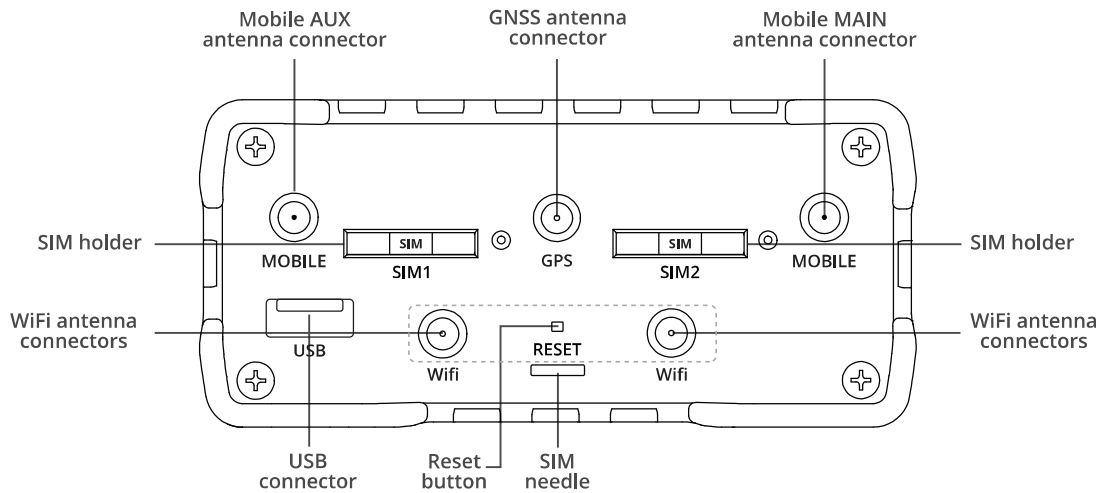 Mobile AUX
antenna connector
GNSS antenna
connector
Mobile MAIN
antenna connector
SIM holder
MOBILE
SIM
SIM1
GPS
SIM
SIM2
MOBILE
SIM holder
WiFi antenna
connectors
USB
Wifi
RESET
Wifi
WiFi antenna
connectors
USB
connector
Reset
button
SIM
needle